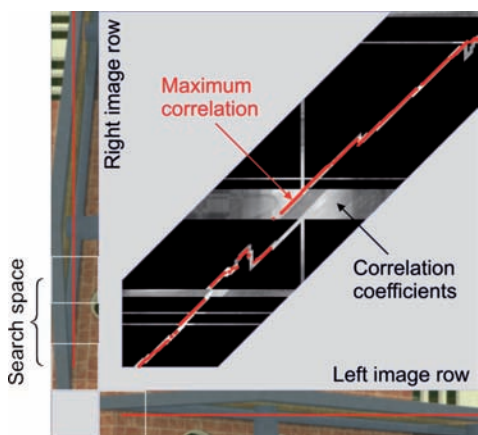 Right image row
Maximum
correlation
Correlation
coefficients
Search space
Left image row